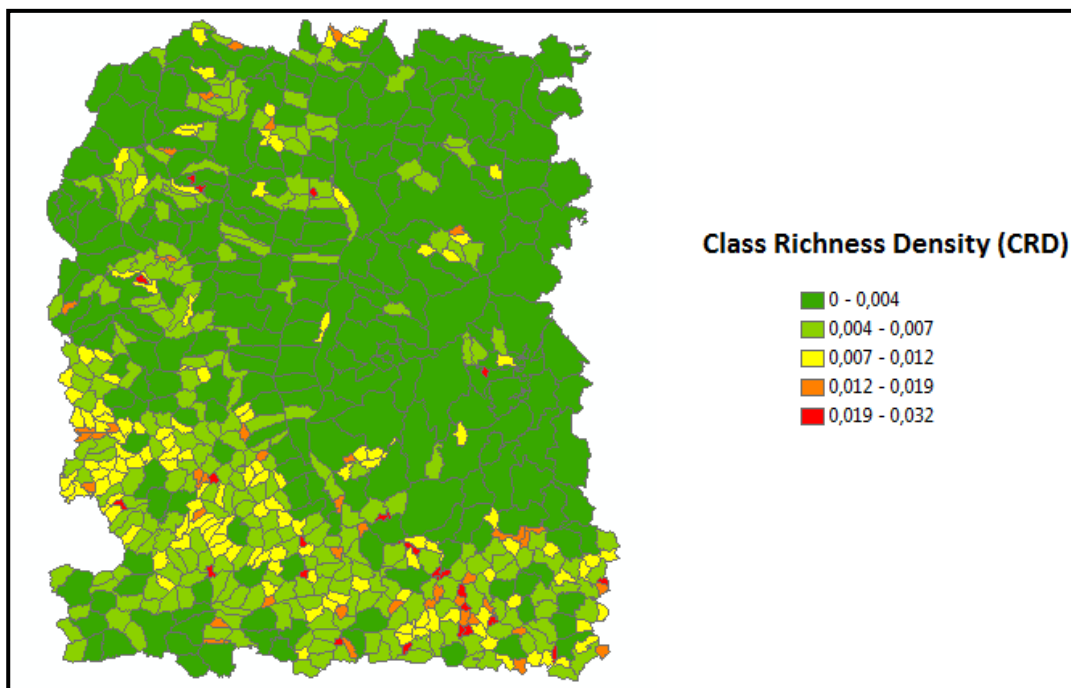 Class Richness Density (CRD)
0 - 0,004
0,004 - 0,007
0,007 - 0,012
0,012 - 0,019
0,019 - 0,032